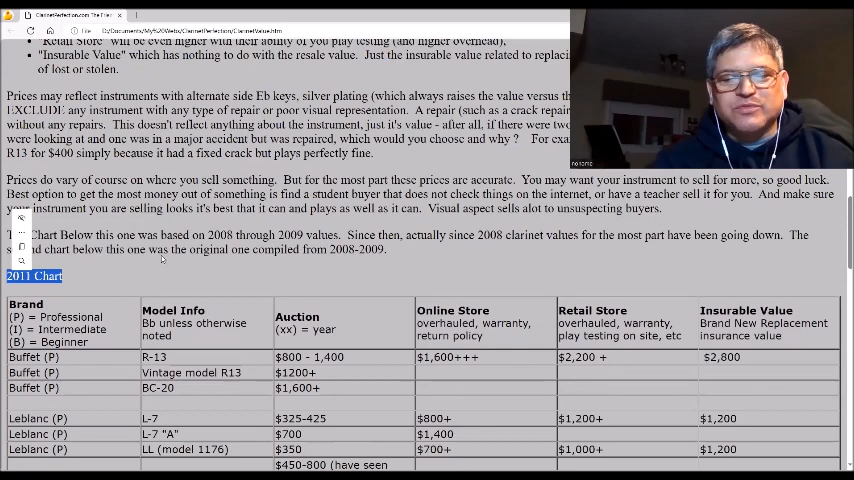 ClarinetPerfection.com The Frie
File
D:/Documents/My%20Webs/ClarinetValue.htm
"Retail Store" will be even higher with their ability of you play testing (and higher overhead),
"Insurable Value" which has nothing to do with the resale value. Just the insurable value related to replacin
of lost or stolen.
Prices may reflect instruments with alternate side Eb keys, silver plating (which always raises the value versus th
EXCLUDE any instrument with any type of repair or poor visual representation. A repair (such as a crack repair
without any repairs. This doesn't reflect anything about the instrument, just it's value - after all, if there were two
were looking at and one was in a major accident but was repaired, which would you choose and why ? For exa
R13 for $400 simply because it had a fixed crack but plays perfectly fine.
Prices do vary of course on where you sell something. But for the most part these prices are accurate. You may want your instrument to sell for more, so good luck.
Best option to get the most money out of something is find a student buyer that does not check things on the internet, or have a teacher sell it for you. And make sure
your instrument you are selling looks it's best that it can and plays as well as it can. Visual aspect sells alot to unsuspecting buyers.
Chart Below this one was based on 2008 through 2009 values. Since then, actually since 2008 clarinet values for the most part have been going down. The
chart below this one was the original one compiled from 2008-2009.
2011 Chart
Brand
(P) = Professional
(I) = Intermediate
(B) = Beginner
Model Info
Bb unless otherwise
noted
Auction
(xx) = year
Online Store
overhauled, warranty,
return policy
Retail Store
overhauled, warranty,
play testing on site, etc
Insurable Value
Brand New Replacement
insurance value
Buffet (P) R-13 $800 - 1,400 $1,600+++ $2,200 + $2,800
Buffet (P) Vintage model R13 $1200+
Buffet (P) BC-20 $1,600+
Leblanc (P) L-7 $325-425 $800+ $1,200+ $1,200
Leblanc (P) L-7 "A" $700 $1,400
Leblanc (P) LL (model 1176) $350 $700+ $1,000+ $1,200
$450-800 (have seen
noname